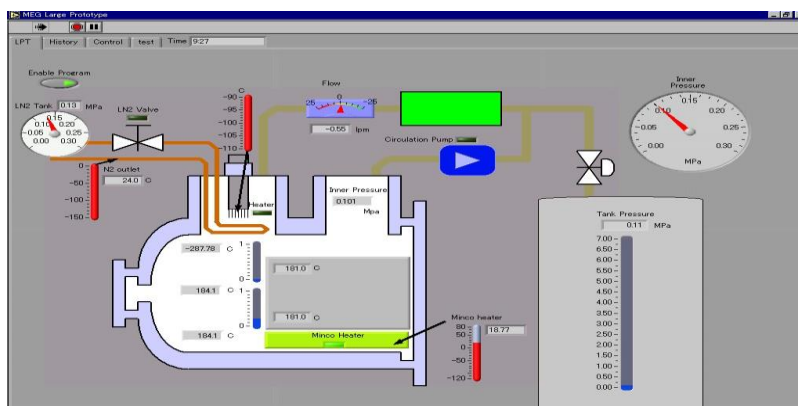 MEG Large Prototype
LPT History Control test Time 9:27
Enable Program
LN2 Tank 0.13 MPa
LN2 Valve
0.10 0.15 0.20
-0.05 0.25
0.00 0.30
N2 outlet
24.0 C
0
-50
-100
-150
C
-90
-95
-100
-105
-110
Flow
25 0 -25
-0.55 lpm
Circulation Pump
Inner
Pressure
0.10 0.15 0.20
-0.05 0.25
0.00 0.30
MPa
Heater
Inner Pressure
0.101
Mpa
-287.78 C
1
0
184.1 C
1
0
184.1 C
181.0 C
181.0 C
Minco Heater
Minco heater
80
50
0
-50
-120
18.77
Tank Pressure
0.11 MPa
7.00
6.50
6.00
5.50
5.00
4.50
4.00
3.50
3.00
2.50
2.00
1.50
1.00
0.50
0.00